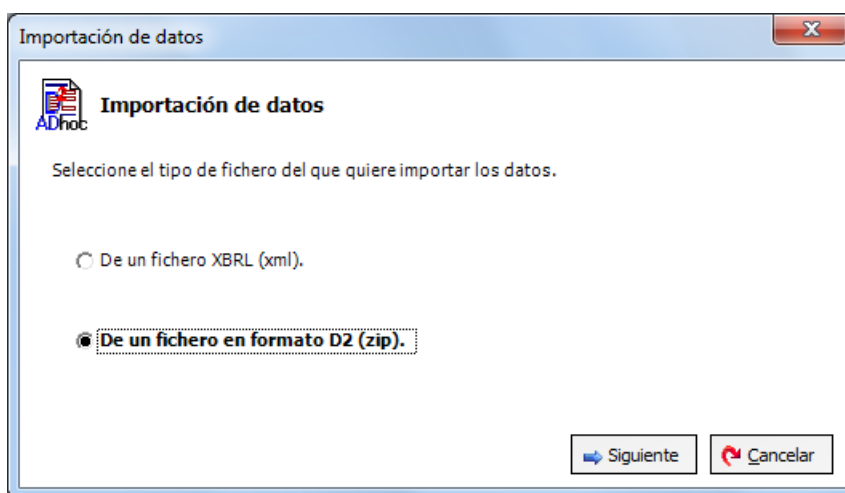 Importación de datos
ADhoc
Importación de datos
Seleccione el tipo de fichero del que quiere importar los datos.
De un fichero XBRL (xml).
De un fichero en formato D2 (zip).
Siguiente
Cancelar